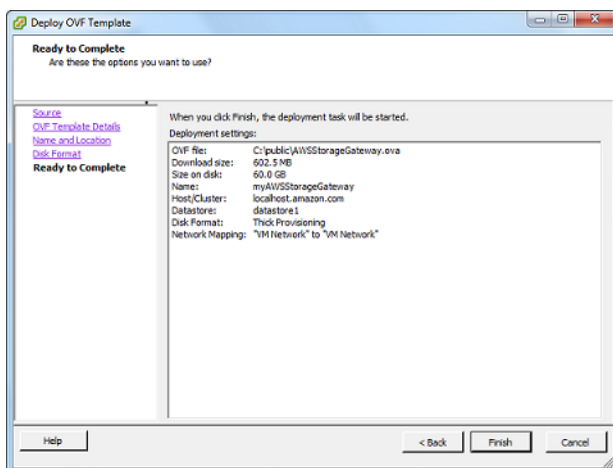 Deploy OVF Template
Ready to Complete
Are these the options you want to use?
Source
OVF Template Details
Name and Location
Disk Format
Ready to Complete
When you click Finish, the deployment task will be started.
Deployment settings:
OVF file: C:\public\AWSStorageGateway.ova
Download size: 602.5 MB
Size on disk: 60.0 GB
Name: myAWSStorageGateway
Host/Cluster: localhost.amazon.com
Datastore: datastore1
Disk Format: Thick Provisioning
Network Mapping: "VM Network" to "VM Network"
Help
< Back
Finish
Cancel